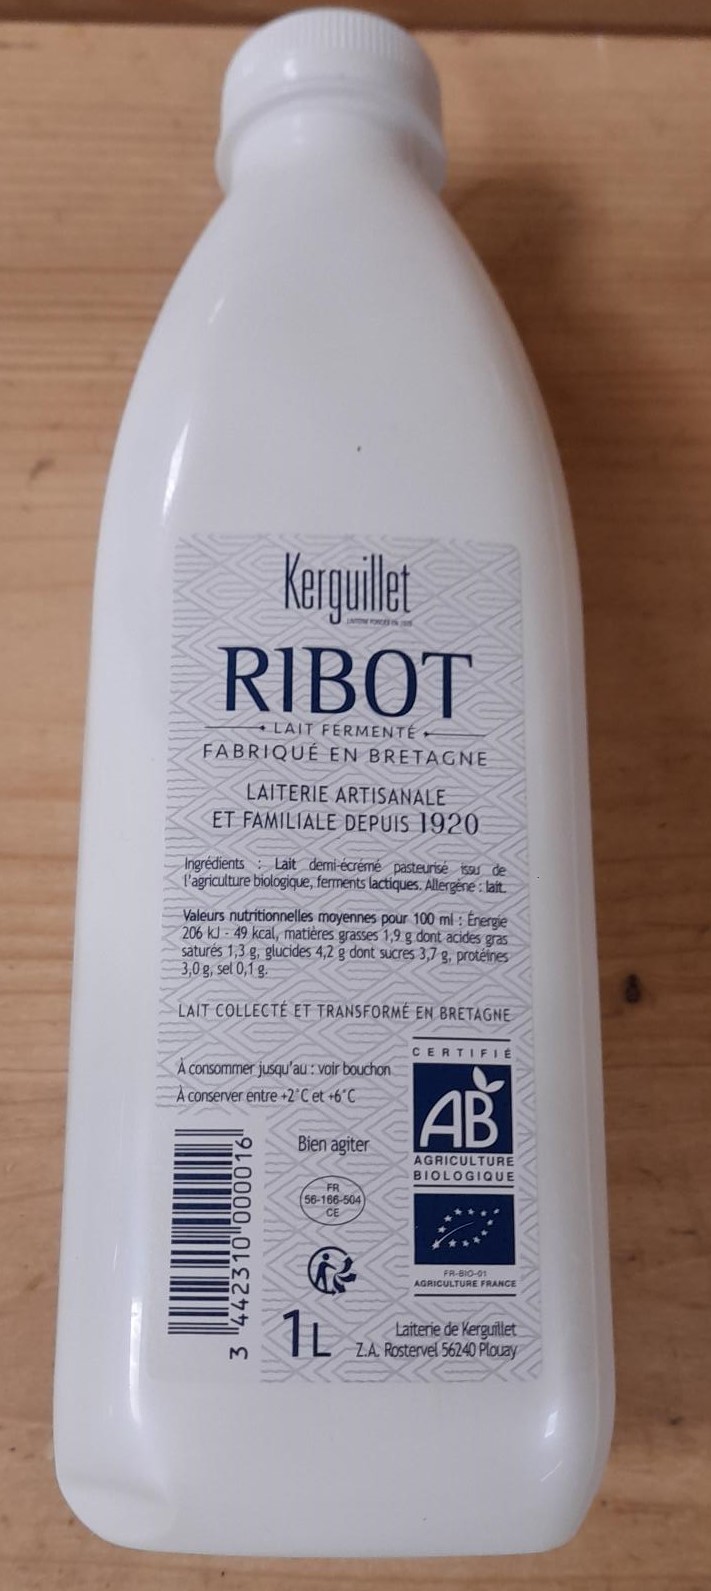 Kerguillet
RIBOT
LAIT FERMENTÉ
FABRIQUÉ EN BRETAGNE
LAITERIE ARTISANALE
ET FAMILIALE DEPUIS 1920
Ingrédients : Lait demi-écrémé pasteurisé issu de
l'agriculture biologique, ferments lactiques. Allergène : lait.
Valeurs nutritionnelles moyennes pour 100 ml : Énergie
206 kJ - 49 kcal, matières grasses 1,9 g dont acides gras
saturés 1,3 g, glucides 4,2 g dont sucres 3,7 g, protéines
3,0 g, sel 0,1 g.
LAIT COLLECTÉ ET TRANSFORMÉ EN BRETAGNE
À consommer jusqu'au : voir bouchon
À conserver entre +2°C et +6°C
Bien agiter
FR
56-166-504
CE
3 442310 000016
1L
CERTIFIÉ
AB
AGRICULTURE
BIOLOGIQUE
FR-BIO-01
AGRICULTURE FRANCE
Laiterie de Kerguillet
Z.A. Rostervel 56240 Plouay